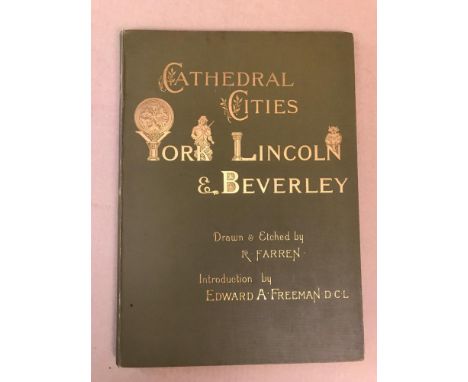 CATHEDRAL
CITIES
YORK LINCOLN
& BEVERLEY
Drawn & Etched by
R FARREN
Introduction by
EDWARD A. FREEMAN D.C.L